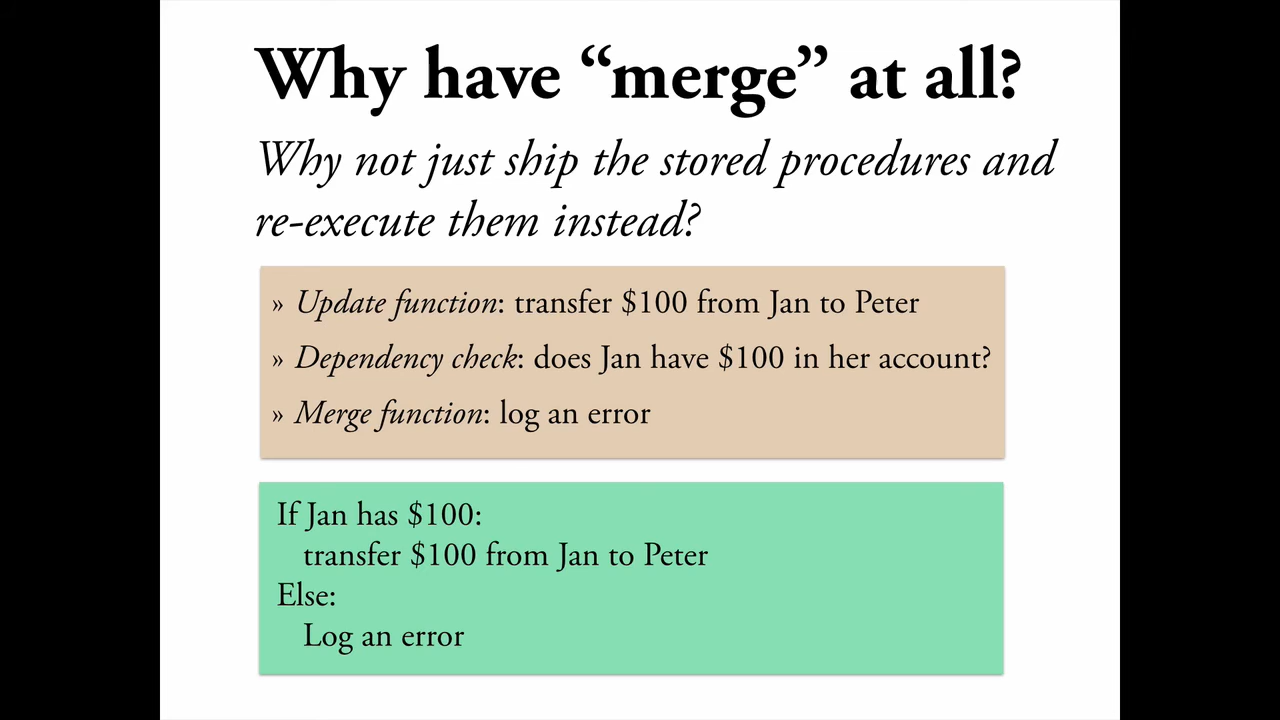 Why have “merge” at all?
Why not just ship the stored procedures and
re-execute them instead?
» Update function: transfer $100 from Jan to Peter
» Dependency check: does Jan have $100 in her account?
» Merge function: log an error
If Jan has $100:
transfer $100 from Jan to Peter
Else:
Log an error